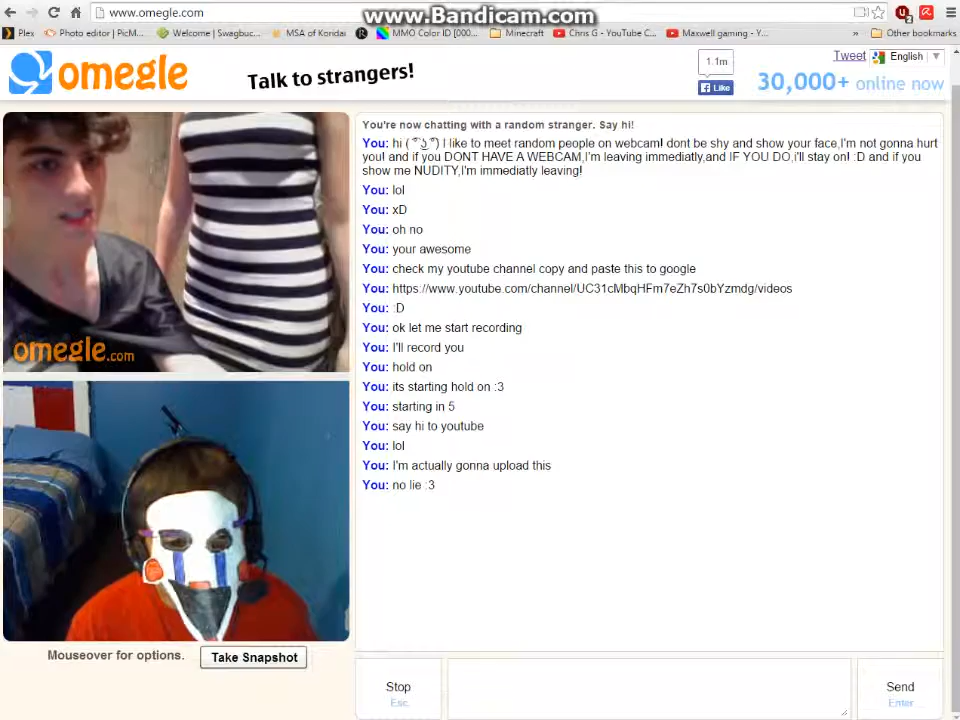 www.Bandicam.com
www.omegle.com
Plex Photo editor | PicM... Welcome | Swagbuc... MSA of Koridai MMO Color ID [000... Minecraft Chris G - YouTube C... Maxwell gaming - Y... » Other bookmarks
omegle Talk to strangers! 1.1m Like Tweet English
30,000+ online now
You're now chatting with a random stranger. Say hi!
You: hi ( ͡° ͜ʖ ͡°) I like to meet random people on webcam! dont be shy and show your face,I'm not gonna hurt
you! and if you DONT HAVE A WEBCAM,I'm leaving immediatly,and IF YOU DO,i'll stay on! :D and if you
show me NUDITY,I'm immediatly leaving!
You: lol
You: xD
You: oh no
You: your awesome
You: check my youtube channel copy and paste this to google
You: https://www.youtube.com/channel/UC31cMbqHFm7eZh7s0bYzmdg/videos
You: :D
You: ok let me start recording
You: I'll record you
You: hold on
You: its starting hold on :3
You: starting in 5
You: say hi to youtube
You: lol
You: I'm actually gonna upload this
You: no lie :3
omegle.com
Mouseover for options. Take Snapshot
Stop
Esc
Send
Enter